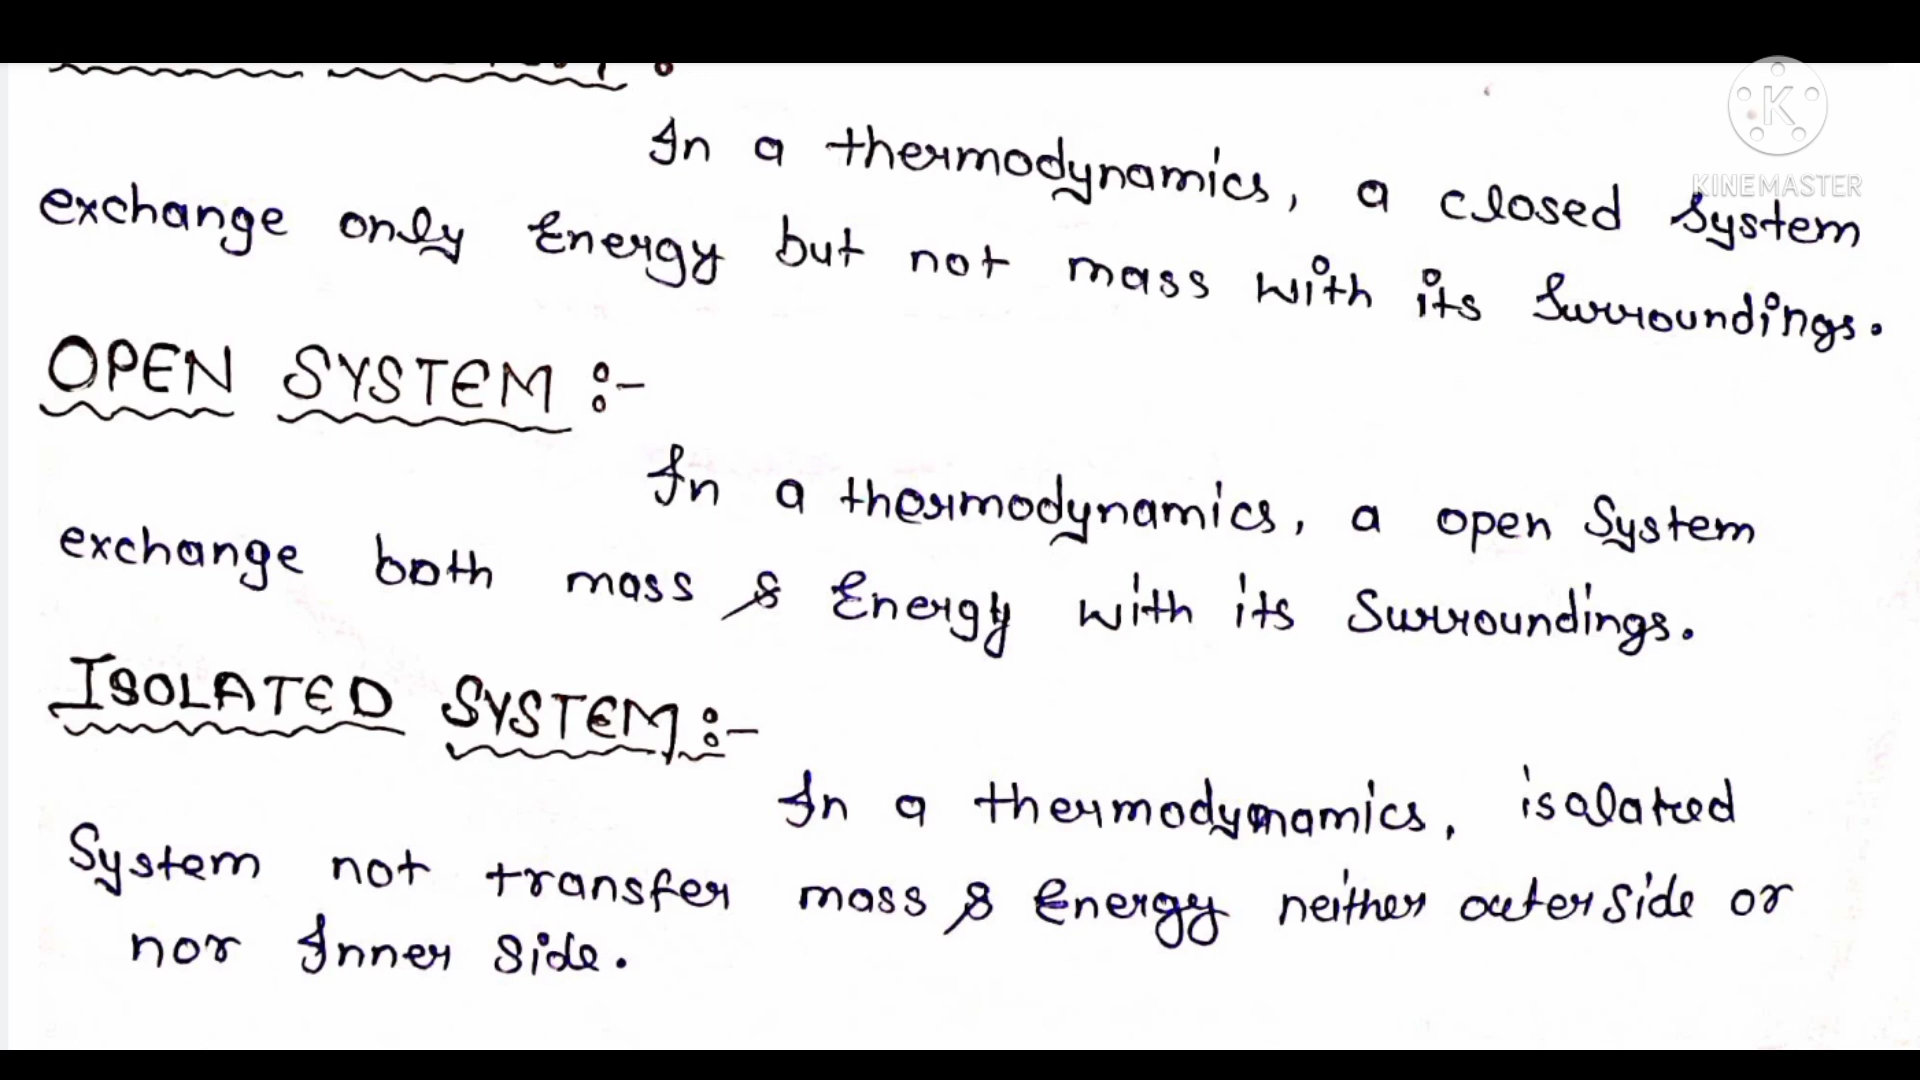 In a thermodynamics, a closed System
exchange only Energy but not mass with its Surroundings.
OPEN SYSTEM :-
In a thermodynamics, a open System
exchange both mass & Energy with its Surroundings.
ISOLATED SYSTEM :-
In a thermodynamics, isolated
System not transfer mass & Energy neither outer side or
nor Inner side.
KINEMASTER